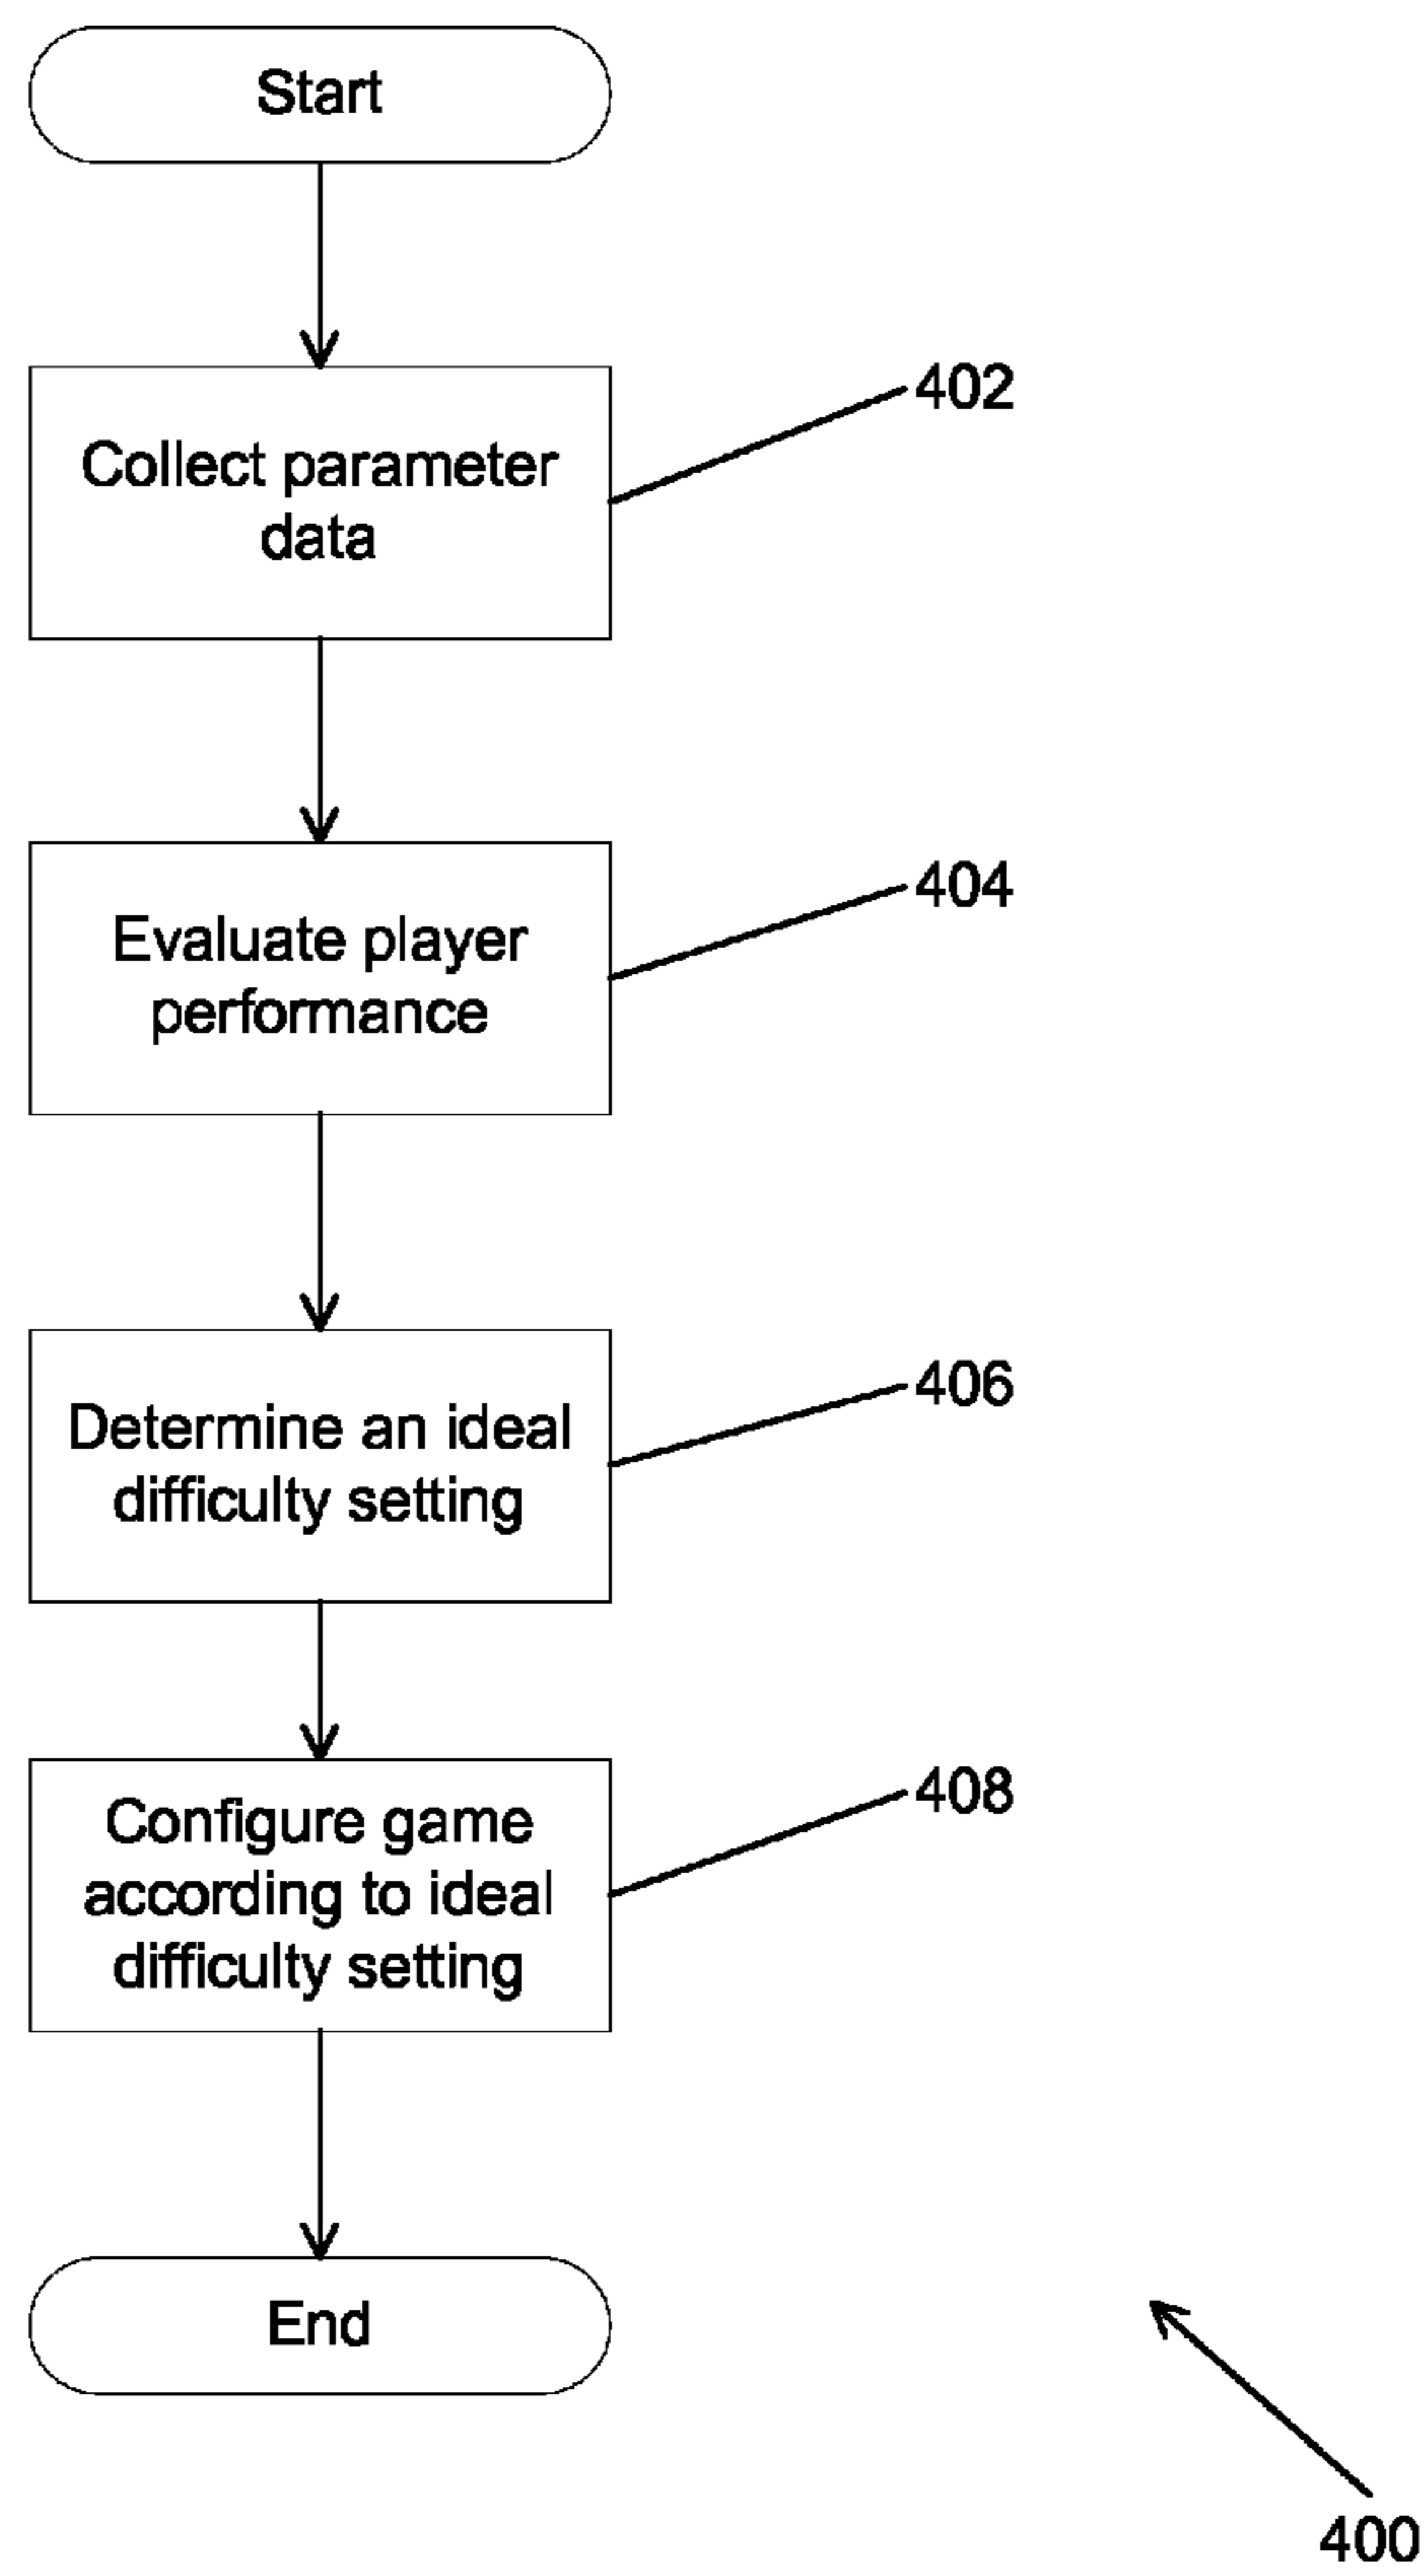 Start
402
Collect parameter
data
404
Evaluate player
performance
406
Determine an ideal
difficulty setting
408
Configure game
according to ideal
difficulty setting
End
400